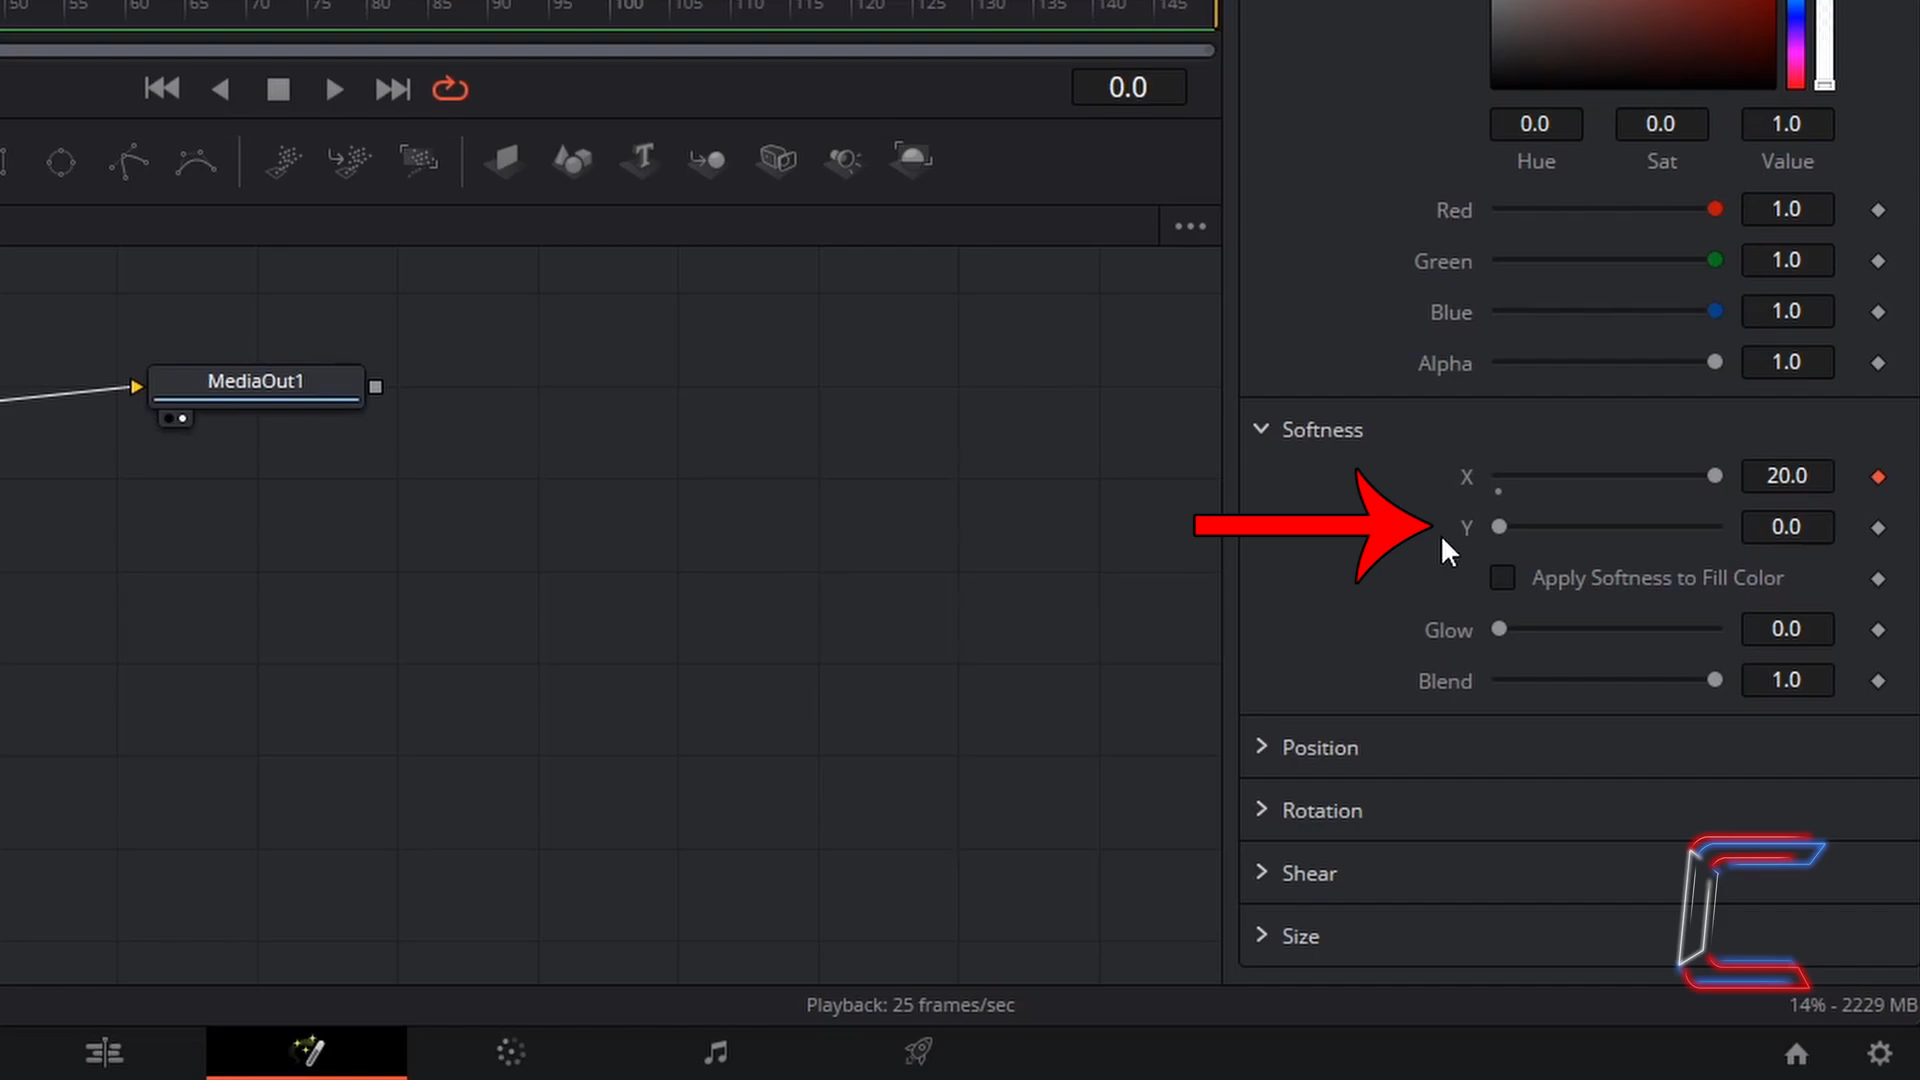 50 55 60 65 70 75 80 85 90 95 100 105 110 115 120 125 130 135 140 145
0.0
0.0 0.0 1.0
Hue Sat Value
Red 1.0
Green 1.0
Blue 1.0
Alpha 1.0
MediaOut1
Softness
X 20.0
Y 0.0
Apply Softness to Fill Color
Glow 0.0
Blend 1.0
Position
Rotation
Shear
Size
Playback: 25 frames/sec
14% - 2229 MB